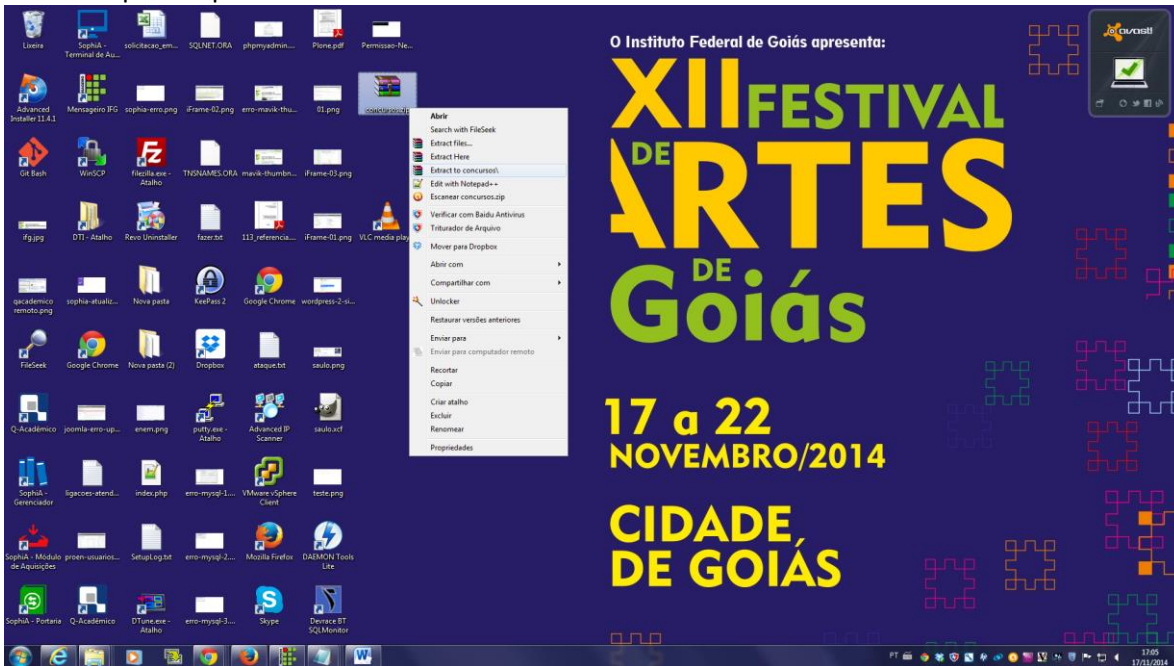 Lixeira
SophiA -
Terminal de Au...
solicitacao_em...
SQLNET.ORA
phpmyadmin....
Plone.pdf
Permissao-Ne...
Advanced
Installer 11.4.1
Mensageiro IFG
sophia-erro.png
iFrame-02.png
erro-mavik-thu...
01.png
concursos.zip
Git Bash
WinSCP
filezilla.exe -
Atalho
TNSNAMES.ORA
mavik-thumbn...
iFrame-03.png
ifg.jpg
DTI - Atalho
Revo Uninstaller
fazer.txt
113_referencia...
iFrame-01.png
VLC media play
qacademico
remoto.png
sophia-atualiz...
Nova pasta
KeePass 2
Google Chrome
wordpress-2-si...
FileSeek
Google Chrome
Nova pasta (2)
Dropbox
ataque.txt
saulo.png
Q-Acadêmico
joomla-erro-up...
enem.png
putty.exe -
Atalho
Advanced IP
Scanner
saulo.xcf
SophiA -
Gerenciador
ligacoes-atend...
index.php
erro-mysql-1....
VMware vSphere
Client
teste.png
SophiA - Módulo
de Aquisições
proen-usuarios...
SetupLog.txt
erro-mysql-2....
Mozilla Firefox
DAEMON Tools
Lite
SophiA - Portaria
Q-Acadêmico
DTune.exe -
Atalho
erro-mysql-3....
Skype
Devrace BT
SQLMonitor
Abrir
Search with FileSeek
Extract files...
Extract Here
Extract to concursos\
Edit with Notepad++
Escanear concursos.zip
Verificar com Baidu Antivirus
Triturador de Arquivo
Mover para Dropbox
Abrir com
Compartilhar com
Unlocker
Restaurar versões anteriores
Enviar para
Enviar para computador remoto
Recortar
Copiar
Criar atalho
Excluir
Renomear
Propriedades
O Instituto Federal de Goiás apresenta:
XII FESTIVAL
DE ARTES
DE
Goiás
17 a 22
NOVEMBRO/2014
CIDADE
DE GOIÁS
avast!
PT
17:05
17/11/2014